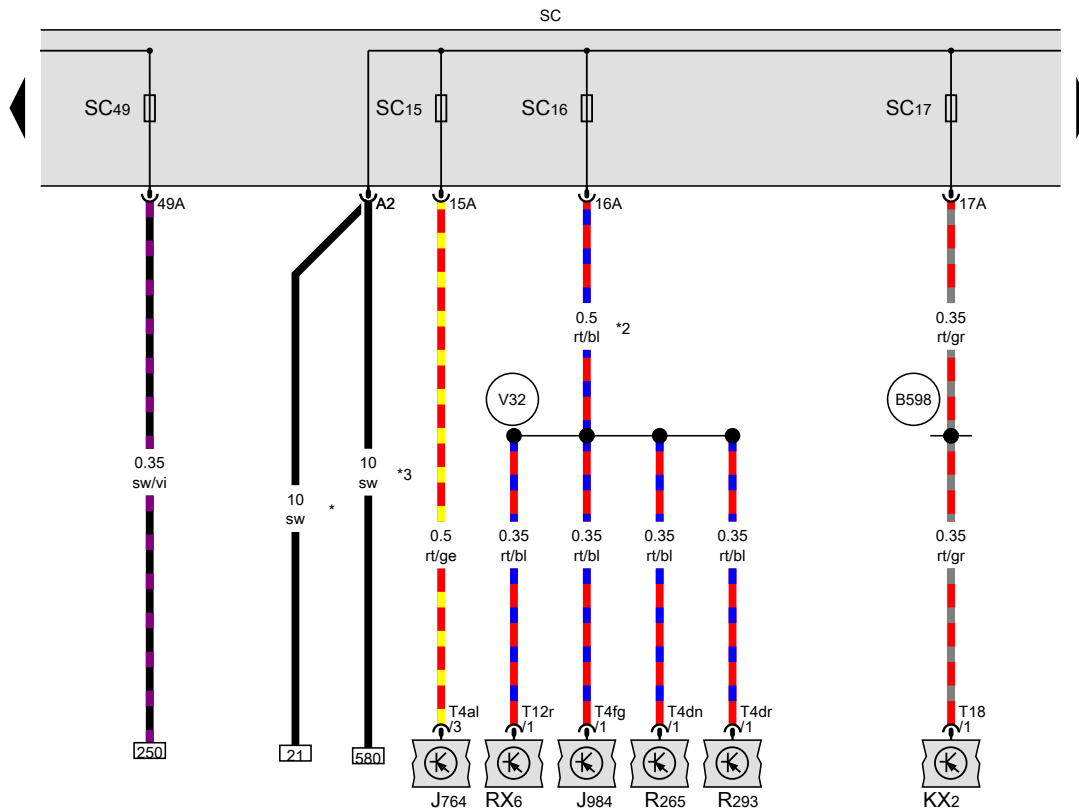 SC
SC49
SC15
SC16
SC17
49A
A2
15A
16A
17A
0.5
rt/bl
*2
0.35
rt/gr
V32
B598
0.35
sw/vi
10
sw
*
10
sw
*3
0.5
rt/ge
0.35
rt/bl
0.35
rt/bl
0.35
rt/bl
0.35
rt/bl
0.35
rt/gr
T4al
/3
T12r
/1
T4fg
/1
T4dn
/1
T4dr
/1
T18
/1
250
21
580
J764
RX6
J984
R265
R293
KX2